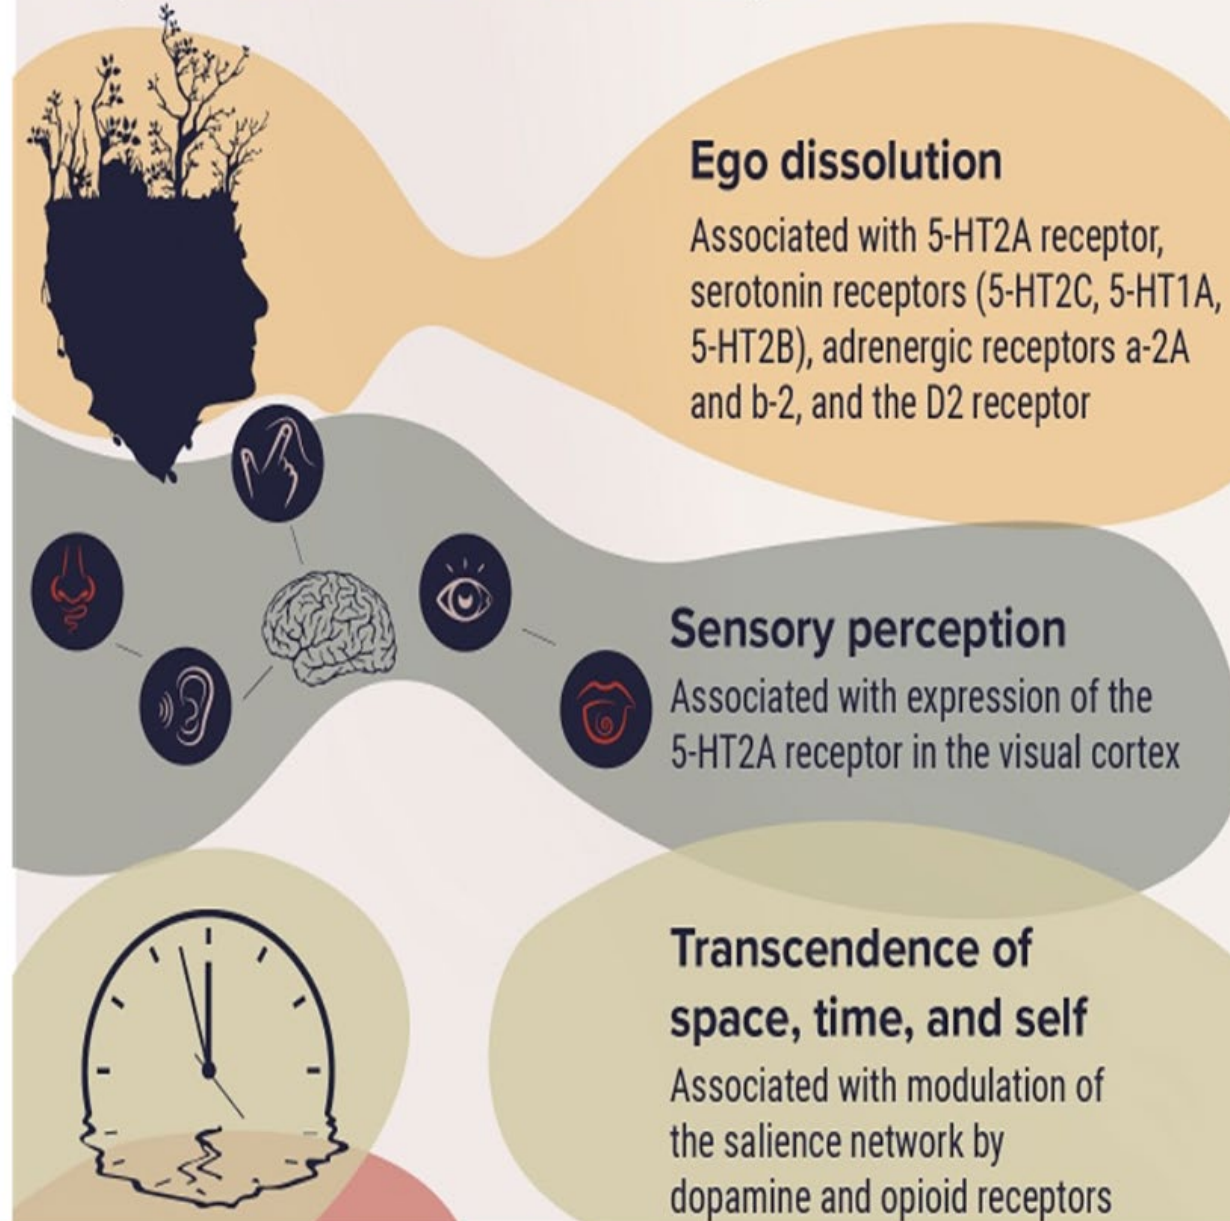 Ego dissolution
Associated with 5-HT2A receptor,
serotonin receptors (5-HT2C, 5-HT1A,
5-HT2B), adrenergic receptors a-2A
and b-2, and the D2 receptor
Sensory perception
Associated with expression of the
5-HT2A receptor in the visual cortex
Transcendence of
space, time, and self
Associated with modulation of
the salience network by
dopamine and opioid receptors